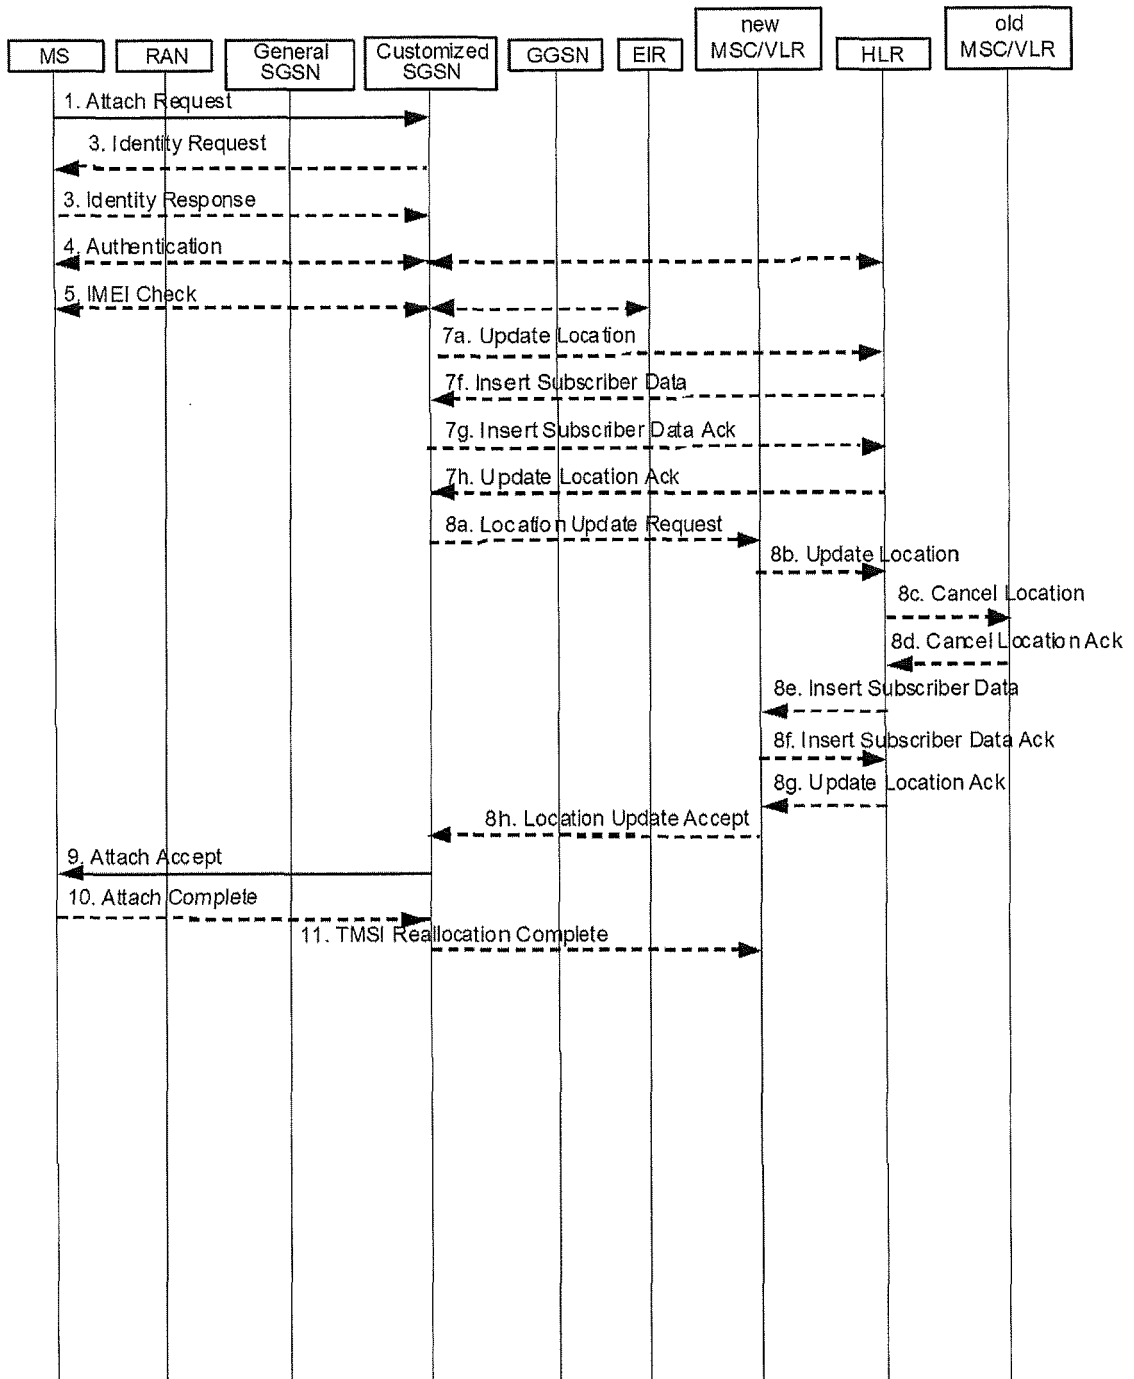 new
MSC/VLR
old
MSC/VLR
MS
RAN
General
SGSN
Customized
SGSN
GGSN
EIR
HLR
1. Attach Request
3. Identity Request
3. Identity Response
4. Authentication
5. IMEI Check
7a. Update Location
7f. Insert Subscriber Data
7g. Insert Subscriber Data Ack
7h. Update Location Ack
8a. Location Update Request
8b. Update Location
8c. Cancel Location
8d. Cancel Location Ack
8e. Insert Subscriber Data
8f. Insert Subscriber Data Ack
8g. Update Location Ack
8h. Location Update Accept
9. Attach Accept
10. Attach Complete
11. TMSI Reallocation Complete